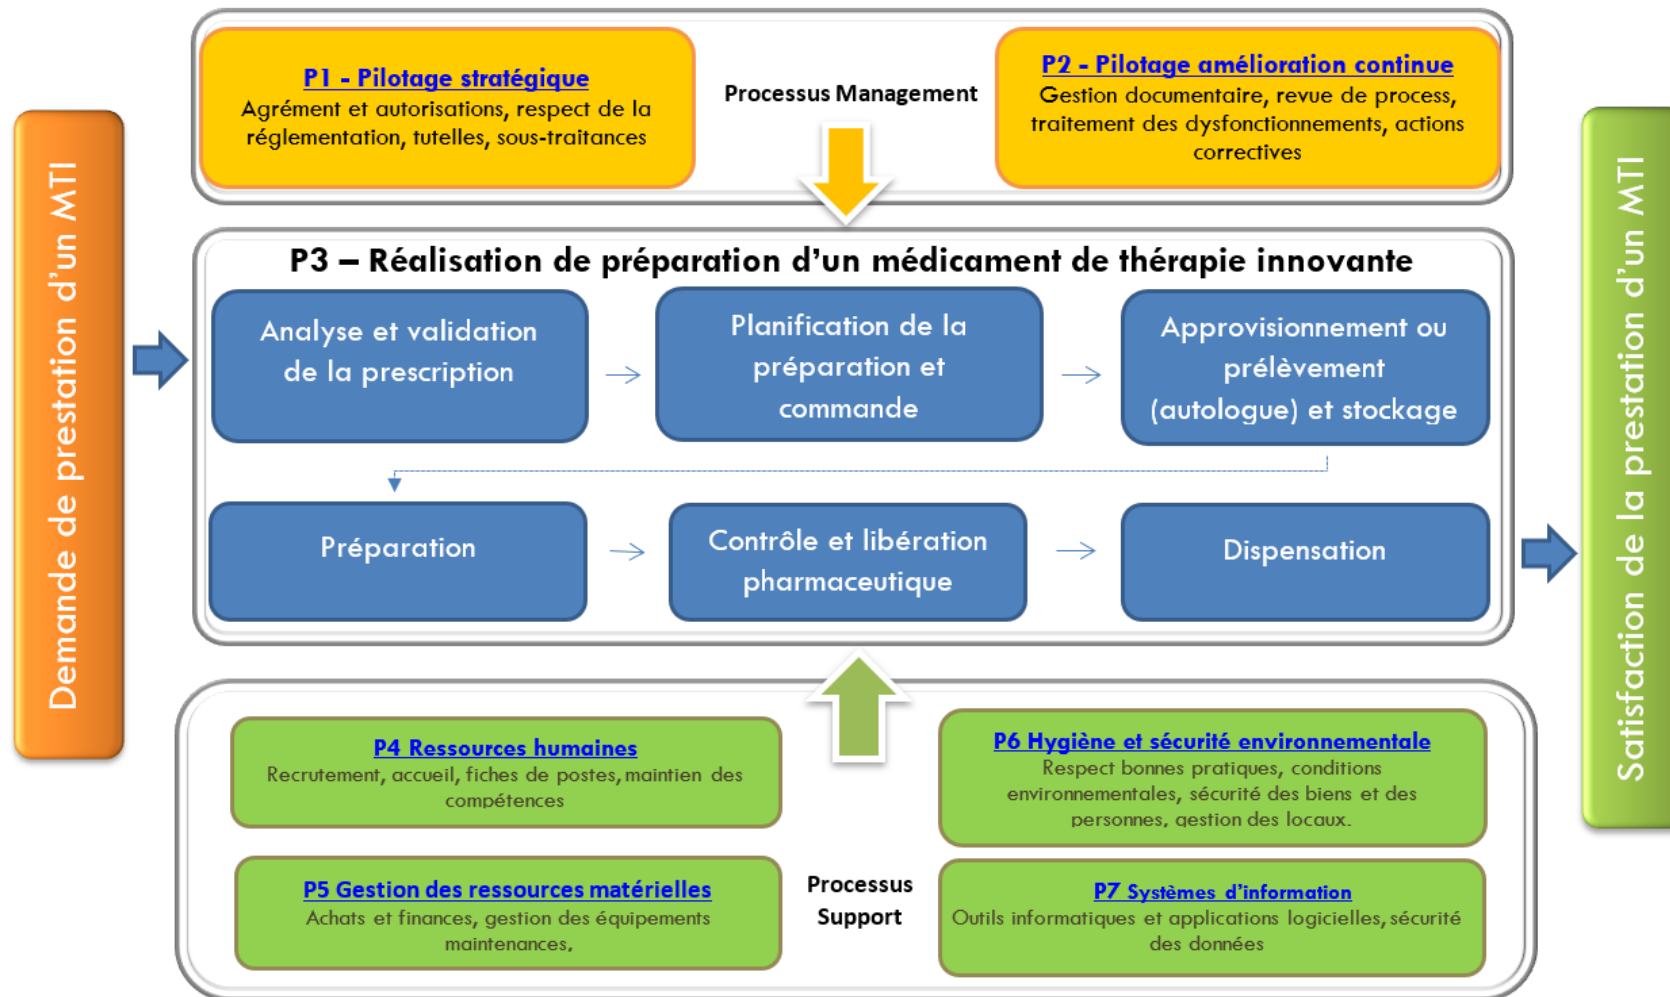 Demande de prestation d'un MTI
P1 - Pilotage stratégique
Agrément et autorisations, respect de la
réglementation, tutelles, sous-traitances
Processus Management
P2 - Pilotage amélioration continue
Gestion documentaire, revue de process,
traitement des dysfonctionnements, actions
correctives
P3 – Réalisation de préparation d'un médicament de thérapie innovante
Analyse et validation
de la prescription
Planification de la
préparation et
commande
Approvisionnement ou
prélèvement
(autologue) et stockage
Préparation
Contrôle et libération
pharmaceutique
Dispensation
P4 Ressources humaines
Recrutement, accueil, fiches de postes, maintien des
compétences
P6 Hygiène et sécurité environnementale
Respect bonnes pratiques, conditions
environnementales, sécurité des biens et des
personnes, gestion des locaux.
P5 Gestion des ressources matérielles
Achats et finances, gestion des équipements
maintenances,
Processus
Support
P7 Systèmes d'information
Outils informatiques et applications logicielles, sécurité
des données
Satisfaction de la prestation d'un MTI